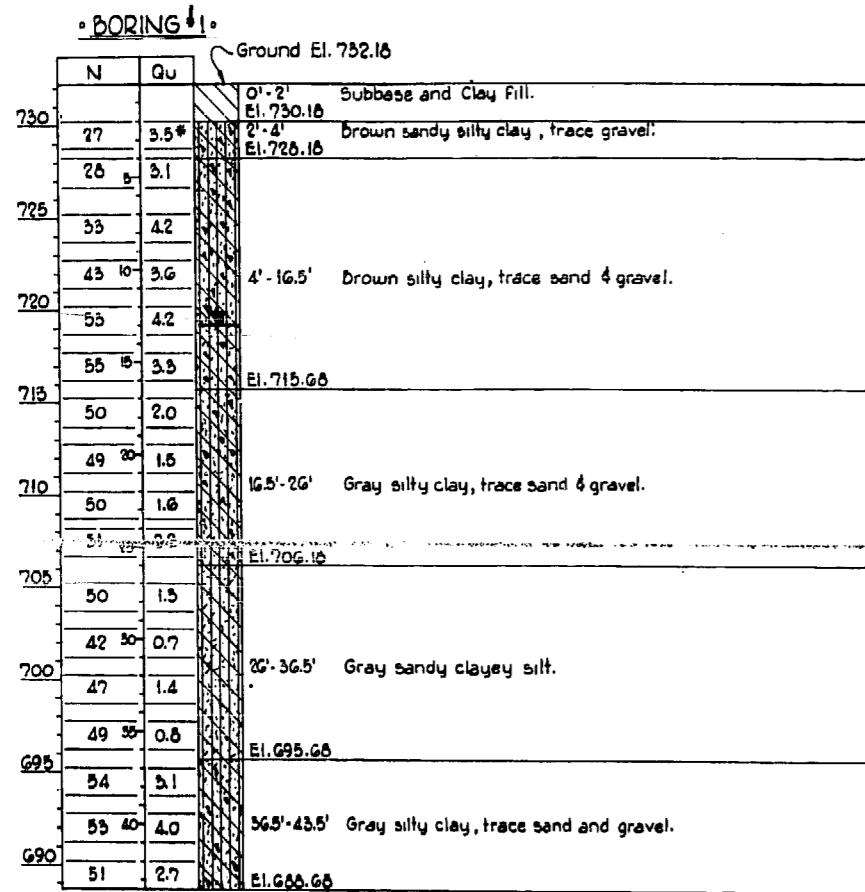 • BORING #1 •
Ground El. 732.18
N Qu
0'-2' Subbase and Clay Fill.
El. 730.18
730
27 3.5* 2'-4' Brown sandy silty clay, trace gravel.
El. 728.18
28 5 3.1
725
33 4.2
43 10 3.6 4'-16.5' Brown silty clay, trace sand & gravel.
720
53 4.2
55 15 3.3
El. 715.68
715
50 2.0
49 20 1.5
16.5'-26' Gray silty clay, trace sand & gravel.
710
50 1.6
51 25
El. 706.18
705
50 1.3
42 30 0.7
26'-36.5' Gray sandy clayey silt.
700
47 1.4
49 35 0.8
El. 695.68
695
54 3.1
53 40 4.0 36.5'-43.5' Gray silty clay, trace sand and gravel.
690
51 2.7 El. 688.68